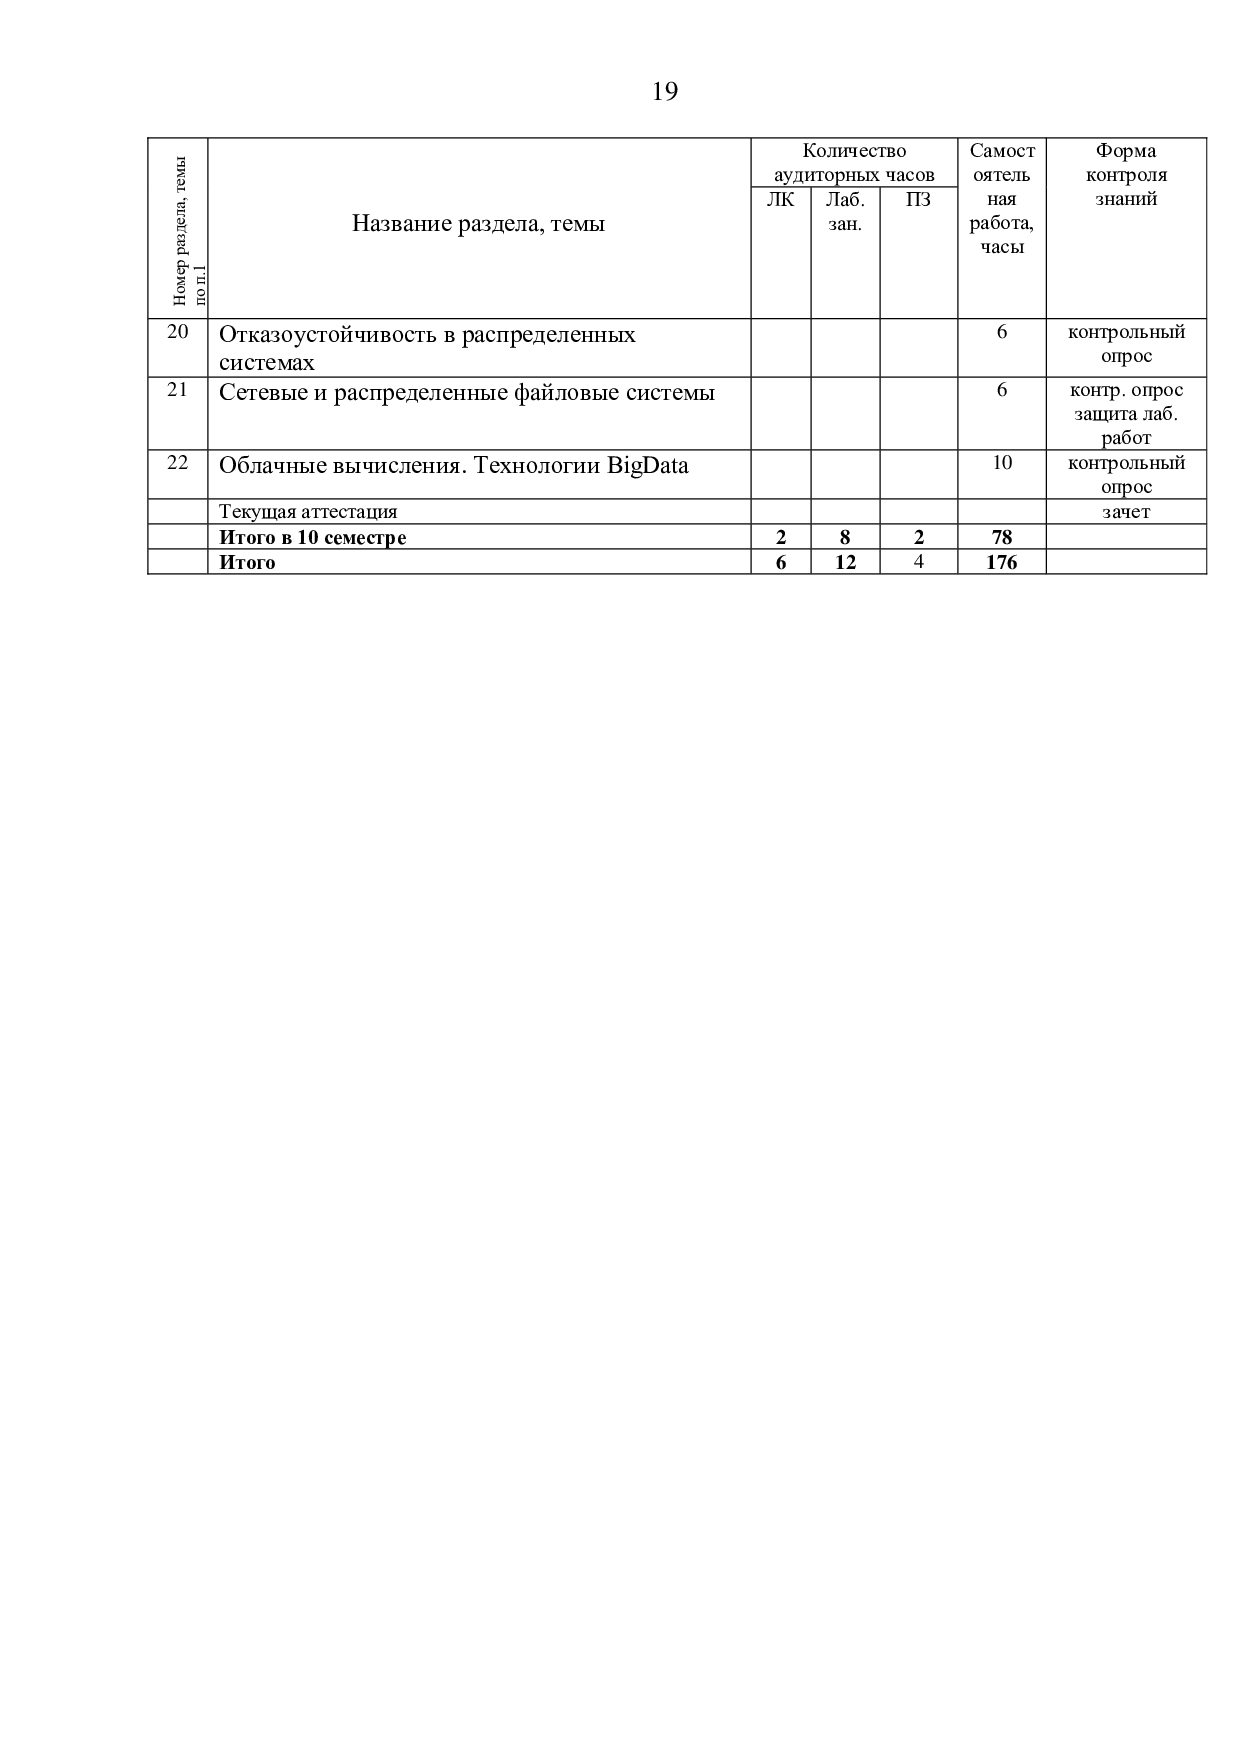 19
Номер раздела, темы
по п.1
Название раздела, темы
Количество
аудиторных часов
ЛК
Лаб.
зан.
ПЗ
Самост
оятель
ная
работа,
часы
Форма
контроля
знаний
20
Отказоустойчивость в распределенных
системах
6
контрольный
опрос
21
Сетевые и распределенные файловые системы
6
контр. опрос
защита лаб.
работ
22
Облачные вычисления. Технологии BigData
10
контрольный
опрос
Текущая аттестация
зачет
Итого в 10 семестре
2
8
2
78
Итого
6
12
4
176